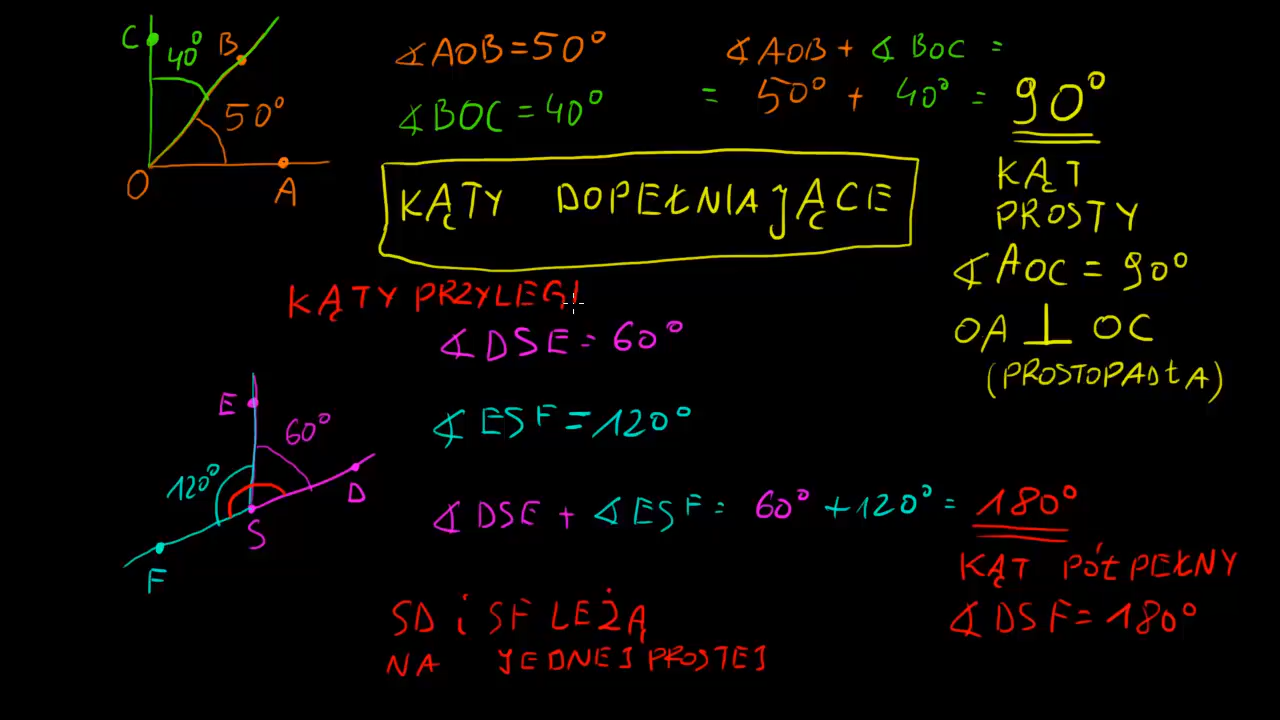 C
40°
B
50°
O
A
∢AOB = 50°
∢BOC = 40°
∢AOB + ∢BOC =
= 50° + 40° = 90°
KĄT
PROSTY
∢AOC = 90°
OA ⊥ OC
(PROSTOPADŁA)
KĄTY DOPEŁNIAJĄCE
KĄTY PRZYLEGŁ
∢DSE = 60°
∢ESF = 120°
E
60°
120°
D
S
F
∢DSE + ∢ESF = 60° + 120° = 180°
KĄT PÓŁPEŁNY
∢DSF = 180°
SD i SF LEŻĄ
NA JEDNEJ PROSTEJ